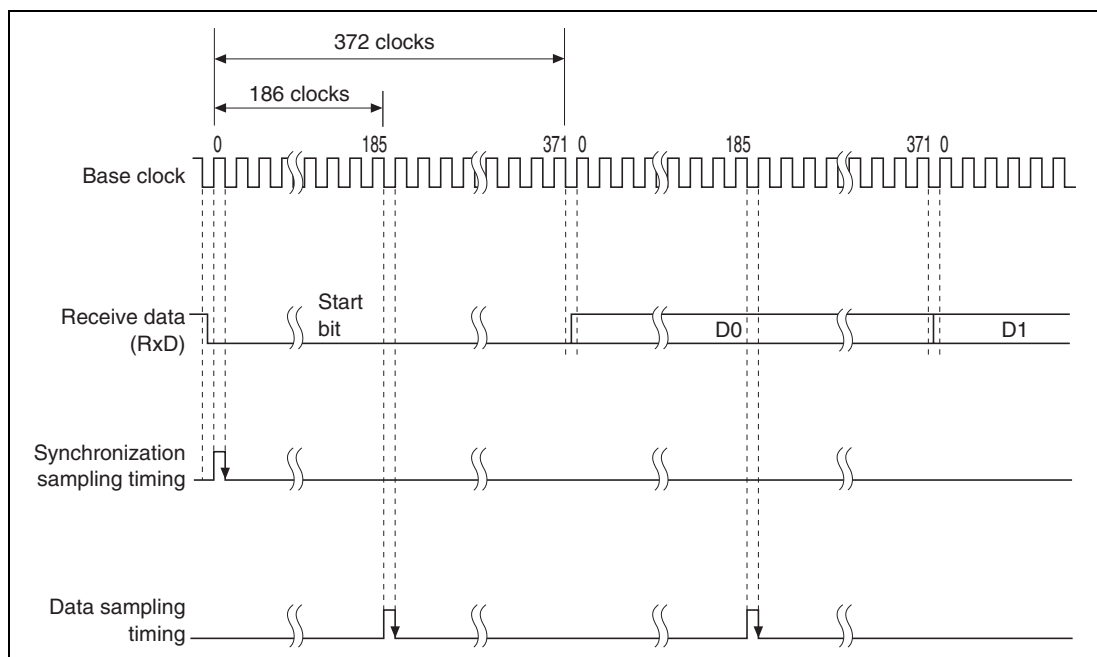 372 clocks
186 clocks
0 185 371 0 185 371 0
Base clock
Receive data
(RxD)
Start
bit
D0
D1
Synchronization
sampling timing
Data sampling
timing